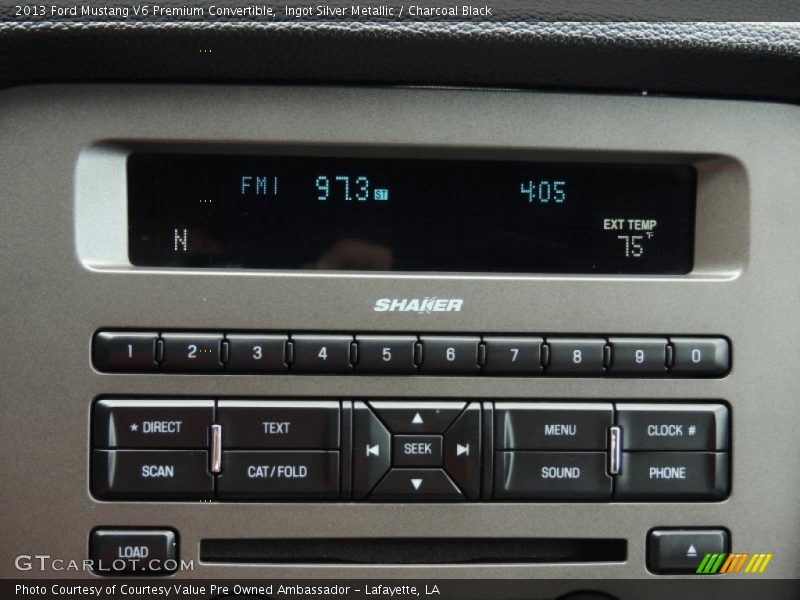 2013 Ford Mustang V6 Premium Convertible,  Ingot Silver Metallic / Charcoal Black
FM1 97.3 ST 4:05
N
EXT TEMP
75 °F
SHAKER
1 2 3 4 5 6 7 8 9 0
* DIRECT TEXT MENU CLOCK #
SEEK
SCAN CAT/FOLD SOUND PHONE
LOAD
GTCARLOT.COM
Photo Courtesy of Courtesy Value Pre Owned Ambassador - Lafayette, LA